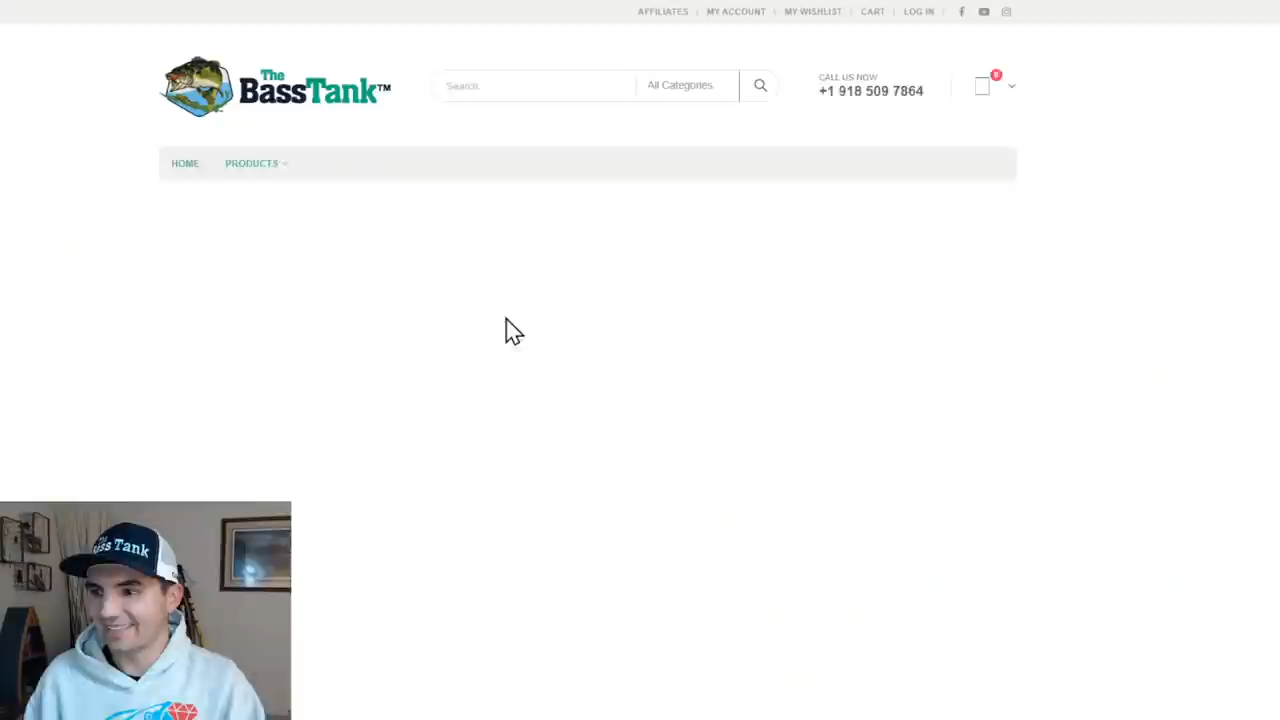 AFFILIATES MY ACCOUNT MY WISHLIST CART LOG IN
The
BassTank™
Search.
All Categories
CALL US NOW
+1 918 509 7864
HOME PRODUCTS
The
Bass Tank